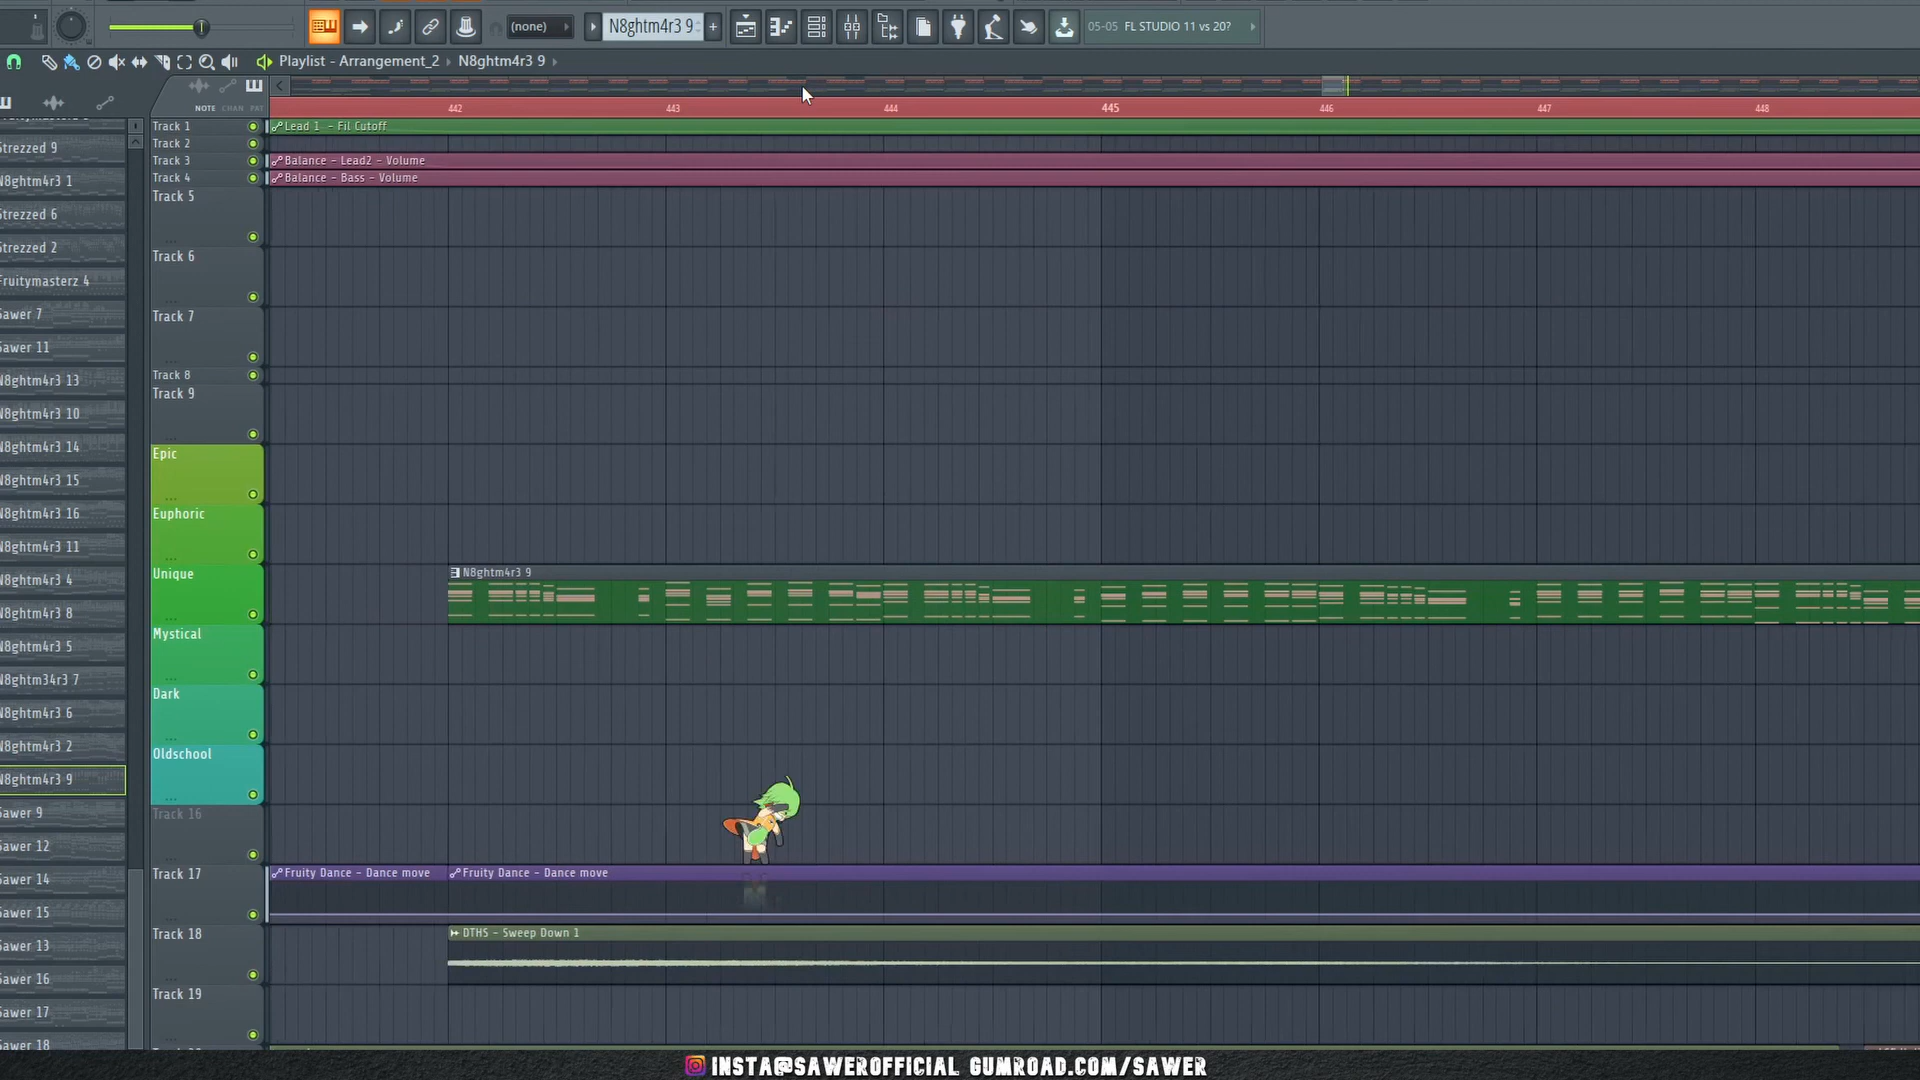 (none)
N8ghtm4r3 9
+
05-05 FL STUDIO 11 vs 20?
Playlist - Arrangement_2 › N8ghtm4r3 9 ›
NOTE CHAN PAT
442 443 444 445 446 447 448
Strezzed 9
N8ghtm4r3 1
Strezzed 6
Strezzed 2
Fruitymasterz 4
Sawer 7
Sawer 11
N8ghtm4r3 13
N8ghtm4r3 10
N8ghtm4r3 14
N8ghtm4r3 15
N8ghtm4r3 16
N8ghtm4r3 11
N8ghtm4r3 4
N8ghtm4r3 8
N8ghtm4r3 5
N8ghtm34r3 7
N8ghtm4r3 6
N8ghtm4r3 2
N8ghtm4r3 9
Sawer 9
Sawer 12
Sawer 14
Sawer 15
Sawer 13
Sawer 16
Sawer 17
Sawer 18
Track 1
Lead 1 - Fil Cutoff
Track 2
Track 3
Balance - Lead2 - Volume
Track 4
Balance - Bass - Volume
Track 5
Track 6
Track 7
Track 8
Track 9
Epic
Euphoric
Unique
N8ghtm4r3 9
Mystical
Dark
Oldschool
Track 16
Track 17
Fruity Dance - Dance move
Fruity Dance - Dance move
Track 18
DTHS - Sweep Down 1
Track 19
INSTA@SAWEROFFICIAL GUMROAD.COM/SAWER